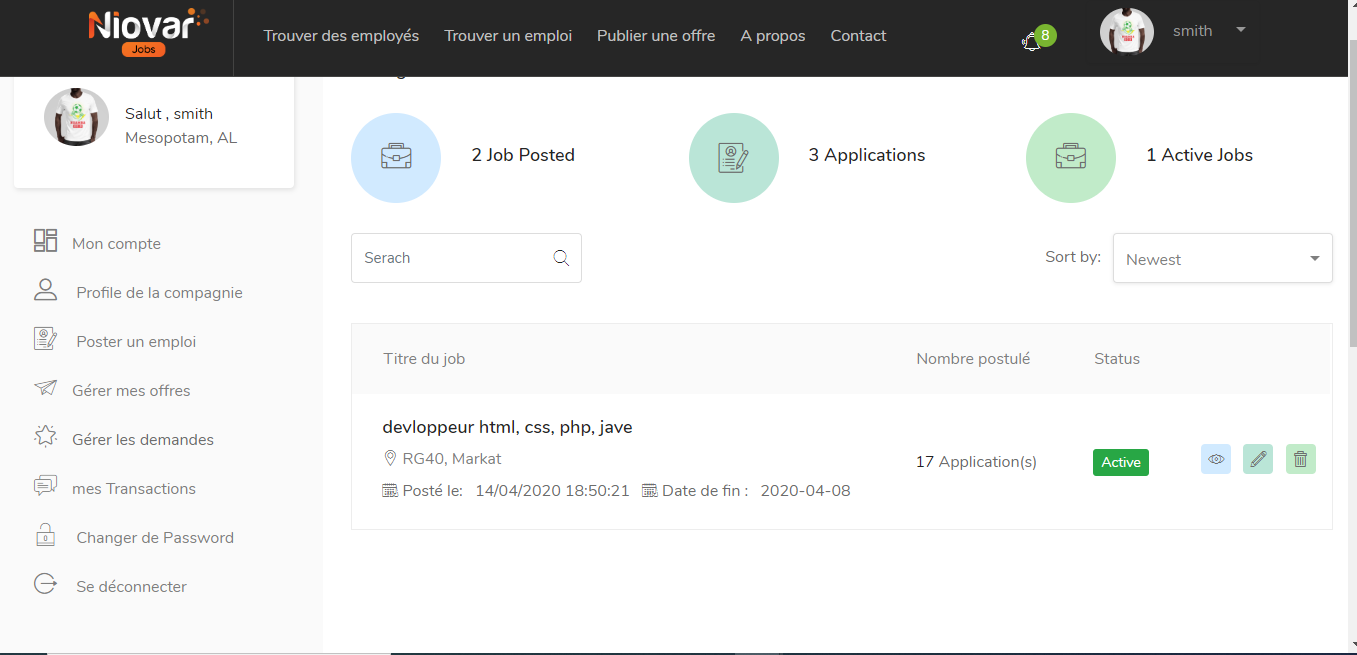 Niovar
Jobs
Trouver des employés Trouver un emploi Publier une offre A propos Contact
8
smith
Salut , smith
Mesopotam, AL
2 Job Posted
3 Applications
1 Active Jobs
Mon compte
Profile de la compagnie
Poster un emploi
Gérer mes offres
Gérer les demandes
mes Transactions
Changer de Password
Se déconnecter
Serach
Sort by: Newest
Titre du job Nombre postulé Status
devloppeur html, css, php, jave
RG40, Markat
17 Application(s) Active
Posté le: 14/04/2020 18:50:21 Date de fin : 2020-04-08